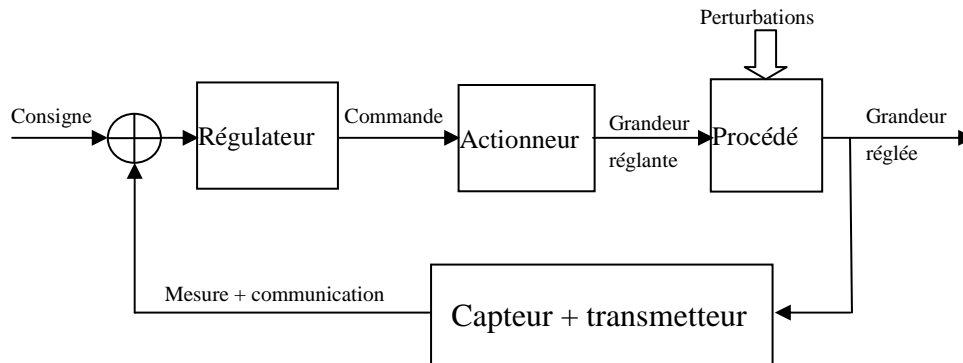 Perturbations
Consigne
Régulateur
Commande
Actionneur
Grandeur
réglante
Procédé
Grandeur
réglée
Mesure + communication
Capteur + transmetteur